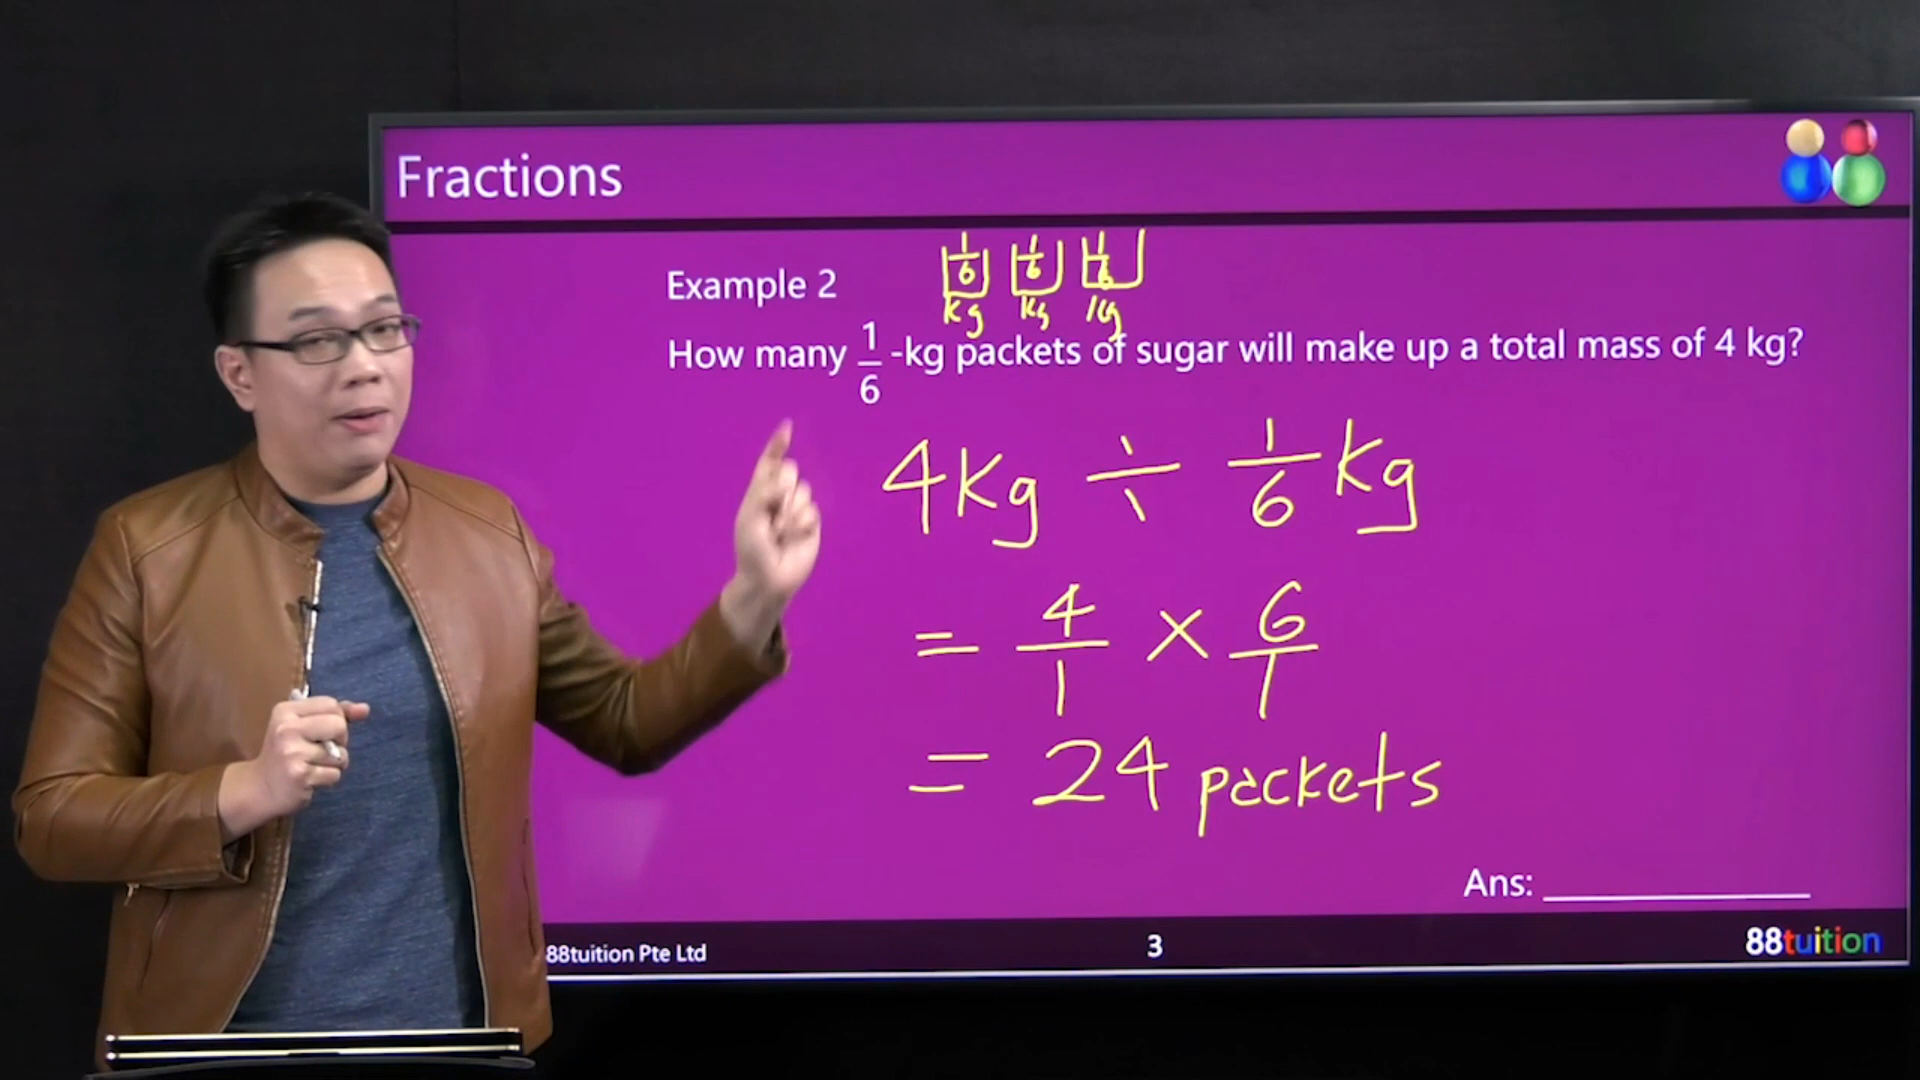 Fractions
Example 2
1/6 1/6 1/6
kg kg kg
How many 1/6 -kg packets of sugar will make up a total mass of 4 kg?
4 kg ÷ 1/6 kg
= 4/1 × 6/1
= 24 packets
Ans:
88tuition Pte Ltd 3 88tuition